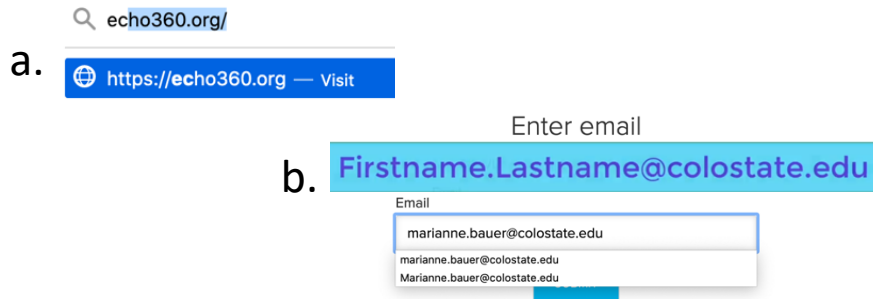 echo360.org/
a.
https://echo360.org — Visit
Enter email
b.
Firstname.Lastname@colostate.edu
Email
marianne.bauer@colostate.edu
marianne.bauer@colostate.edu
Marianne.bauer@colostate.edu